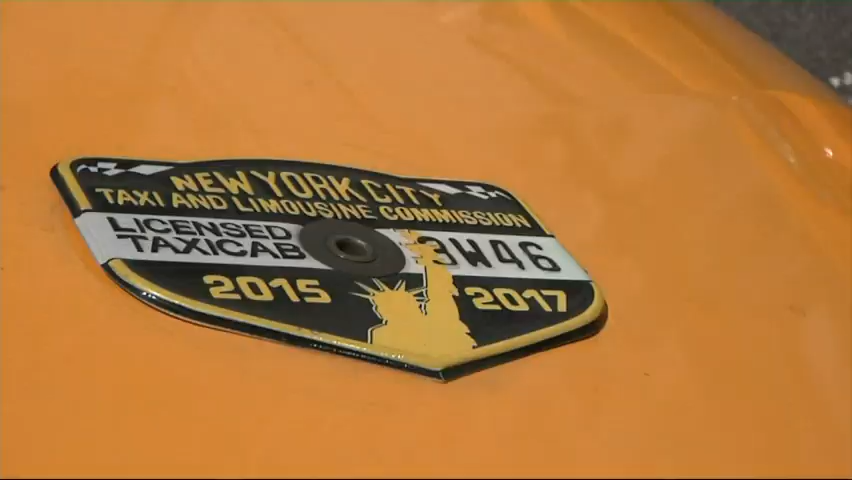 NEW YORK CITY
TAXI AND LIMOUSINE COMMISSION
LICENSED
TAXICAB
3W46
2015
2017